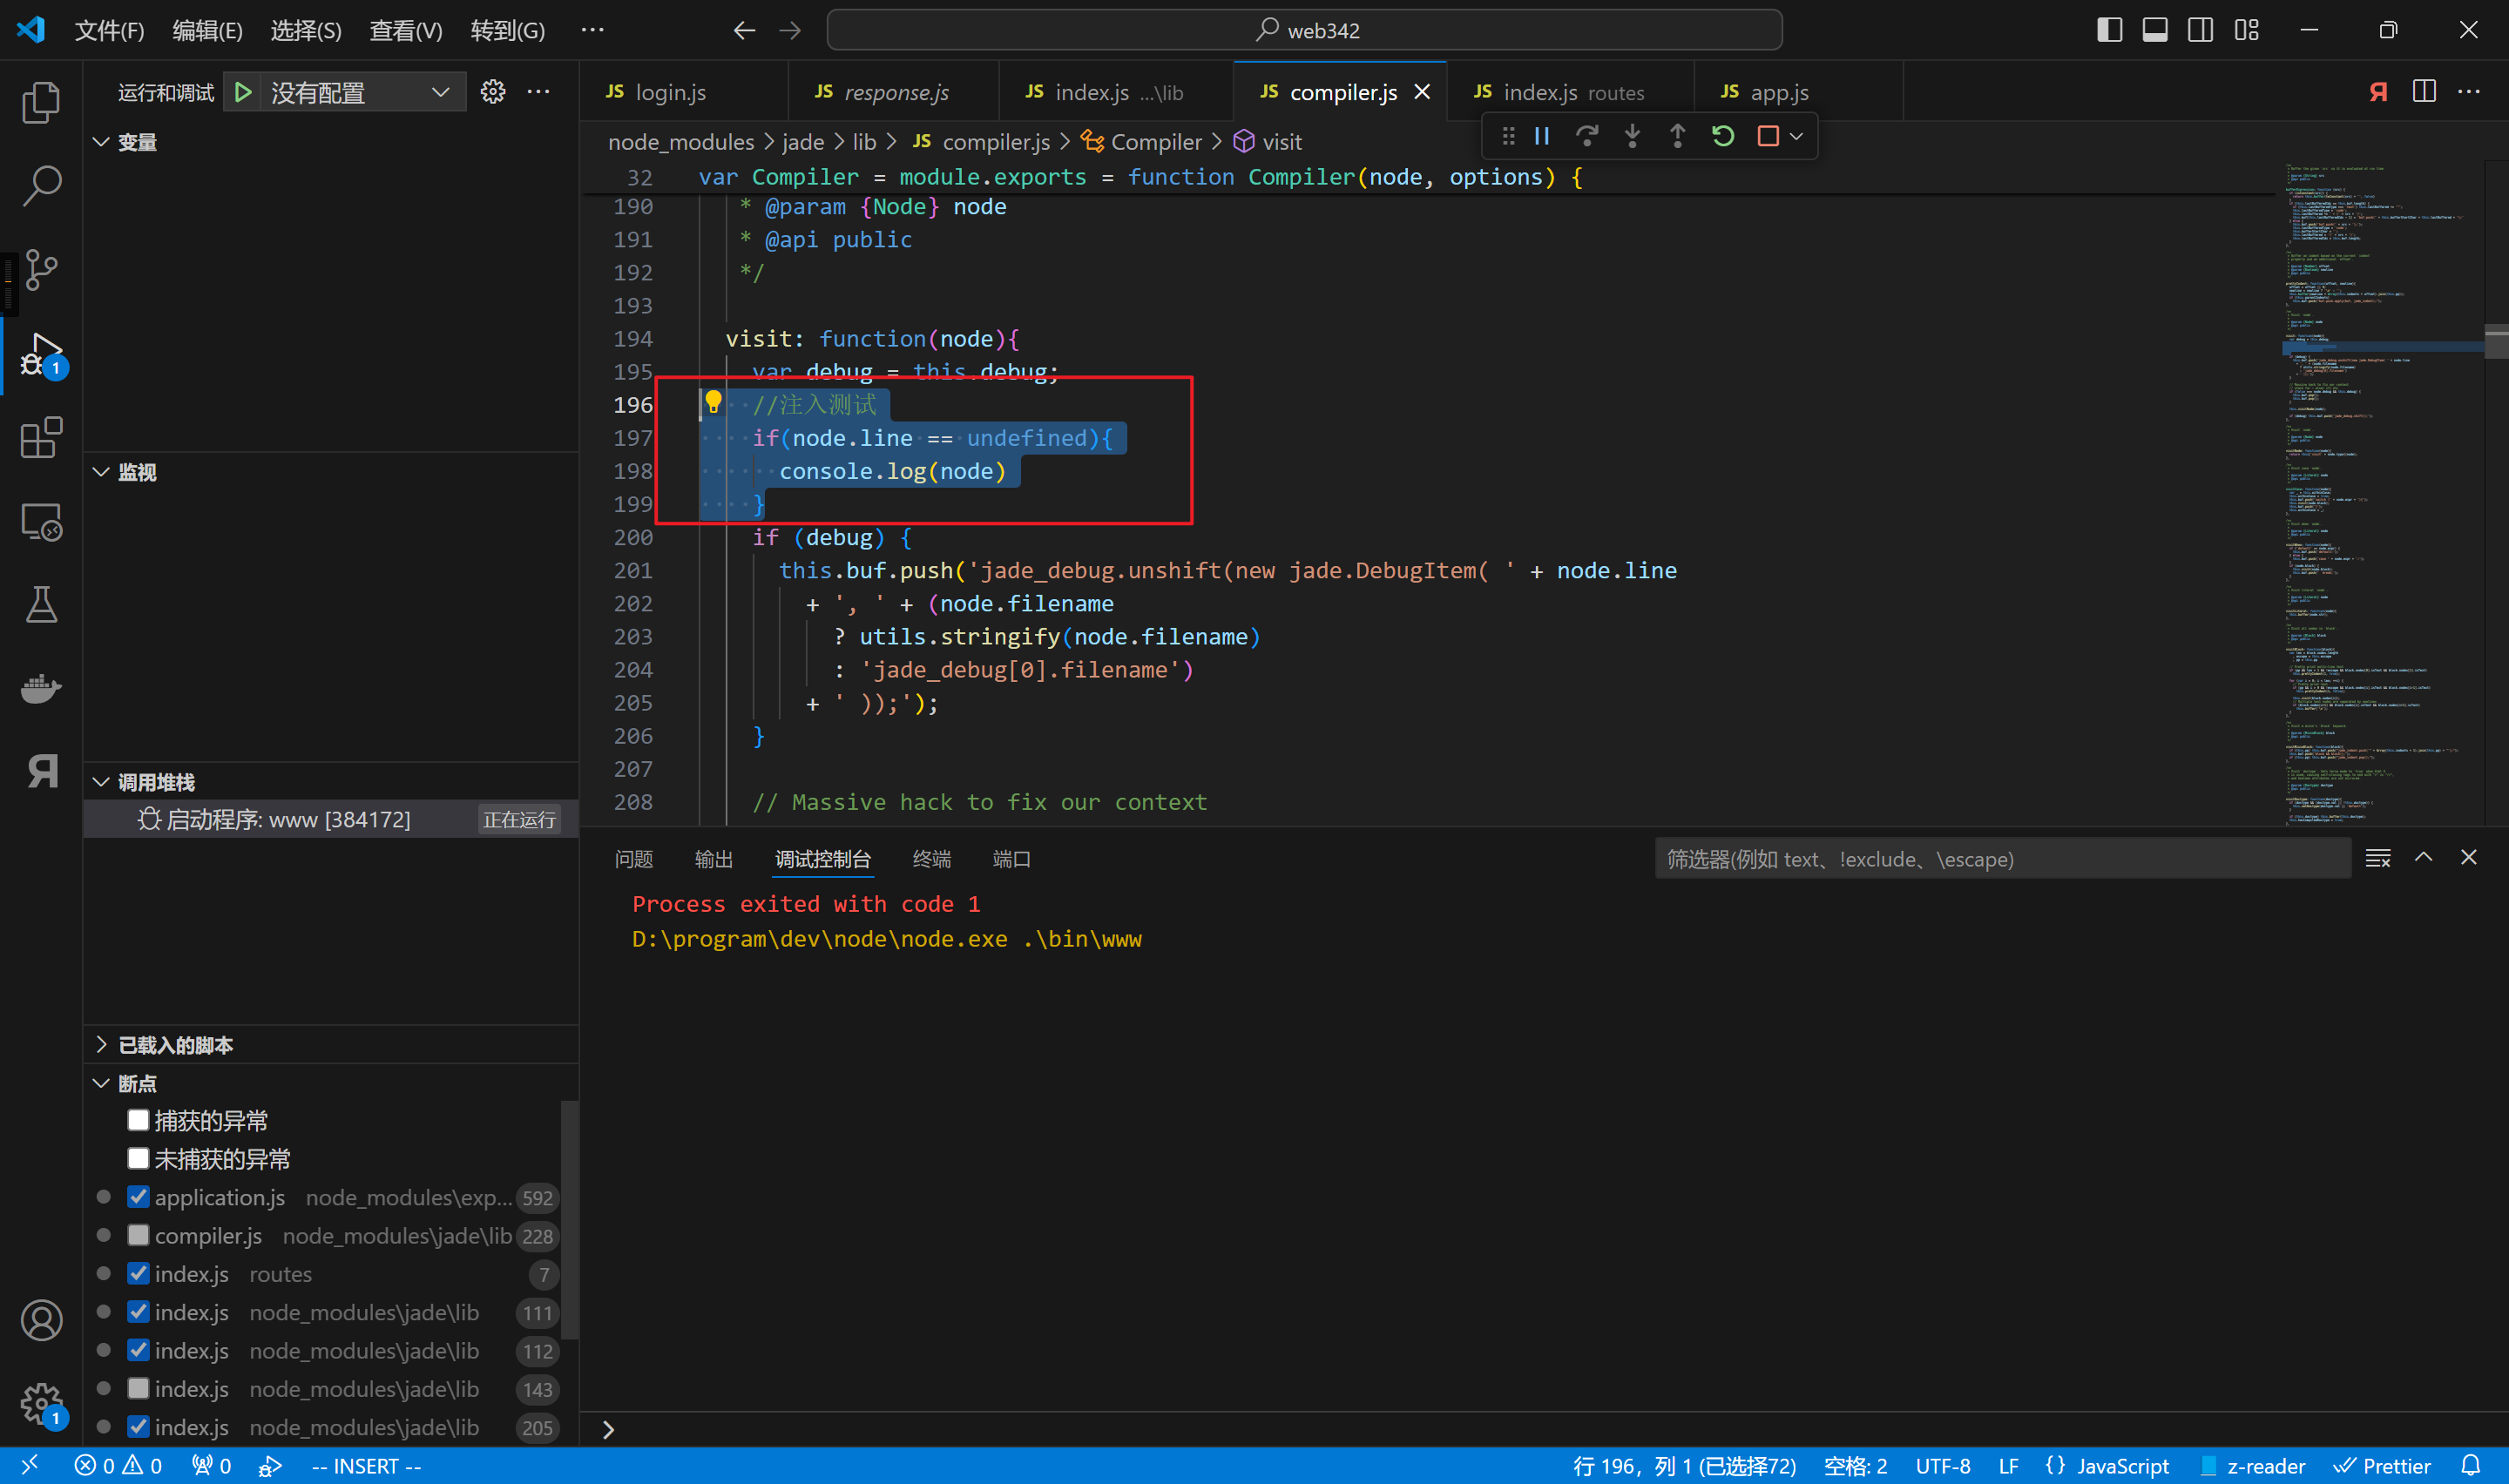 文件(F) 编辑(E) 选择(S) 查看(V) 转到(G) ··· web342
运行和调试 没有配置 ···
JS login.js JS response.js JS index.js ...\lib JS compiler.js JS index.js routes JS app.js
node_modules > jade > lib > JS compiler.js > Compiler > visit
变量
32 var Compiler = module.exports = function Compiler(node, options) {
190 * @param {Node} node
191 * @api public
192 */
193
194 visit: function(node){
195 var debug = this.debug;
196 //注入测试
197 if(node.line == undefined){
198 console.log(node)
199 }
200 if (debug) {
201 this.buf.push('jade_debug.unshift(new jade.DebugItem( ' + node.line
202 + ', ' + (node.filename
203 ? utils.stringify(node.filename)
204 : 'jade_debug[0].filename')
205 + ' ));');
206 }
207
208 // Massive hack to fix our context
监视
调用堆栈
启动程序: www [384172] 正在运行
已载入的脚本
断点
捕获的异常
未捕获的异常
application.js node_modules\exp... 592
compiler.js node_modules\jade\lib 228
index.js routes 7
index.js node_modules\jade\lib 111
index.js node_modules\jade\lib 112
index.js node_modules\jade\lib 143
index.js node_modules\jade\lib 205
1
1
问题 输出 调试控制台 终端 端口 筛选器(例如 text、!exclude、\escape)
Process exited with code 1
D:\program\dev\node\node.exe .\bin\www
0 0 0 -- INSERT -- 行 196，列 1 (已选择72) 空格: 2 UTF-8 LF {} JavaScript z-reader Prettier